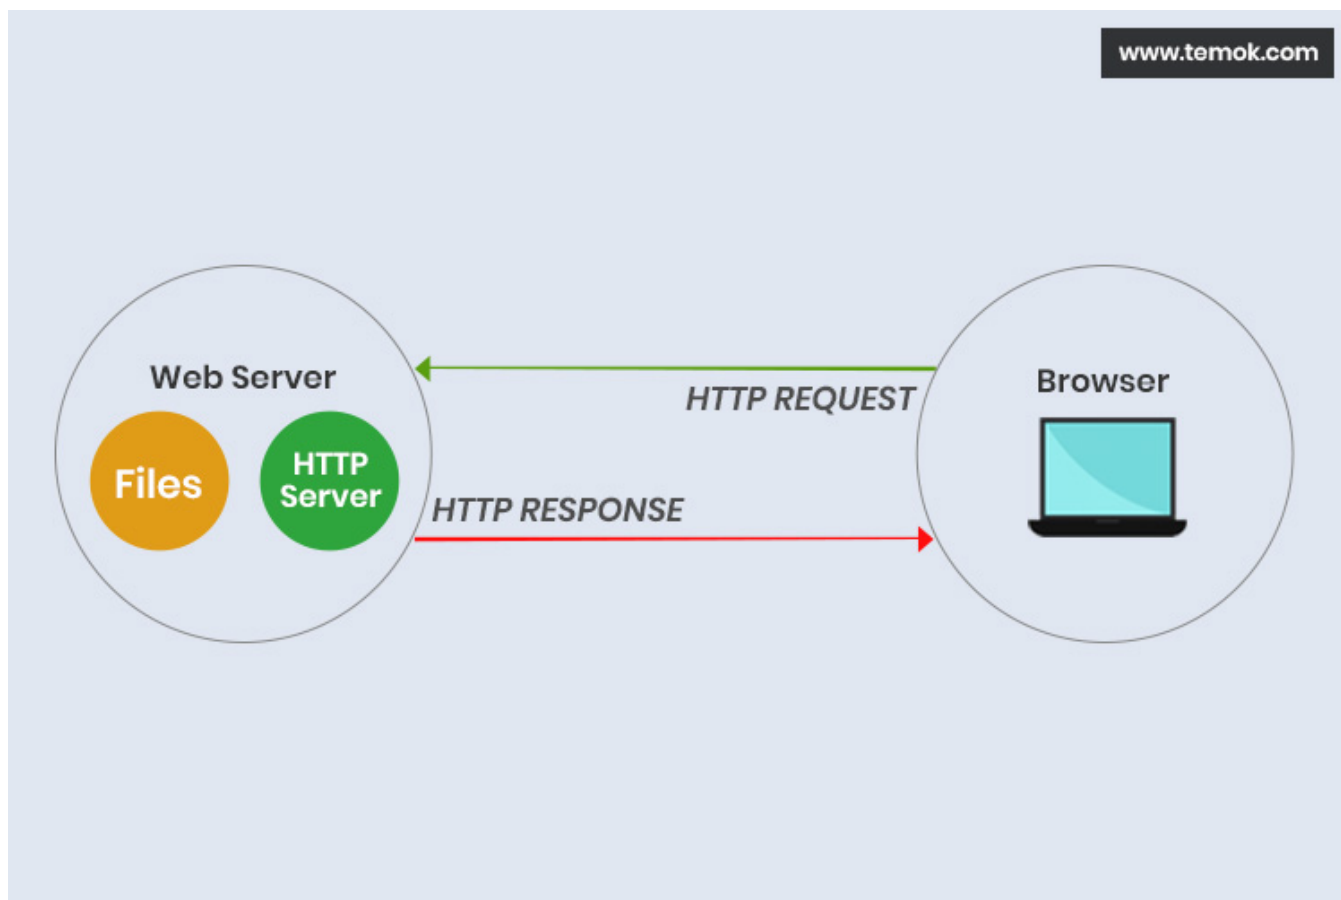 www.temok.com
Web Server
Files
HTTP
Server
HTTP REQUEST
HTTP RESPONSE
Browser